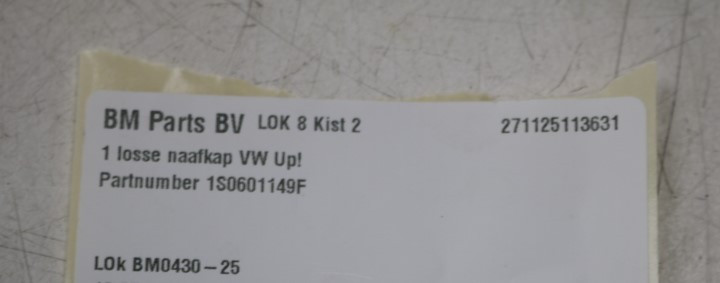 BM Parts BV LOK 8 Kist 2 271125113631
1 losse naafkap VW Up!
Partnumber 1S0601149F
LOk BM0430-25